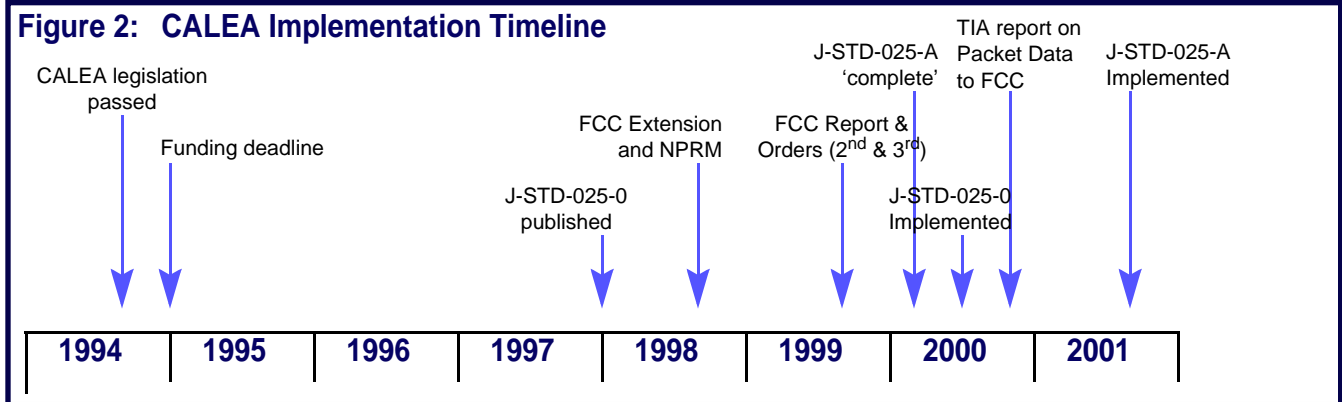 Figure 2: CALEA Implementation Timeline
CALEA legislation
passed
Funding deadline
J-STD-025-0
published
FCC Extension
and NPRM
FCC Report &
Orders (2nd & 3rd)
J-STD-025-A
‘complete’
J-STD-025-0
Implemented
TIA report on
Packet Data
to FCC
J-STD-025-A
Implemented
1994 1995 1996 1997 1998 1999 2000 2001